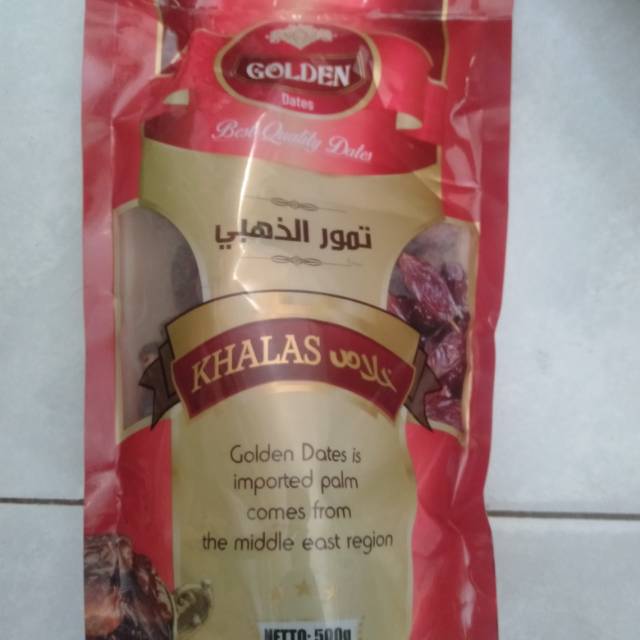 GOLDEN
Dates
Best Quality Dates
تمور الذهبي
KHALAS خلاص
Golden Dates is
imported palm
comes from
the middle east region
NETTO: 500g